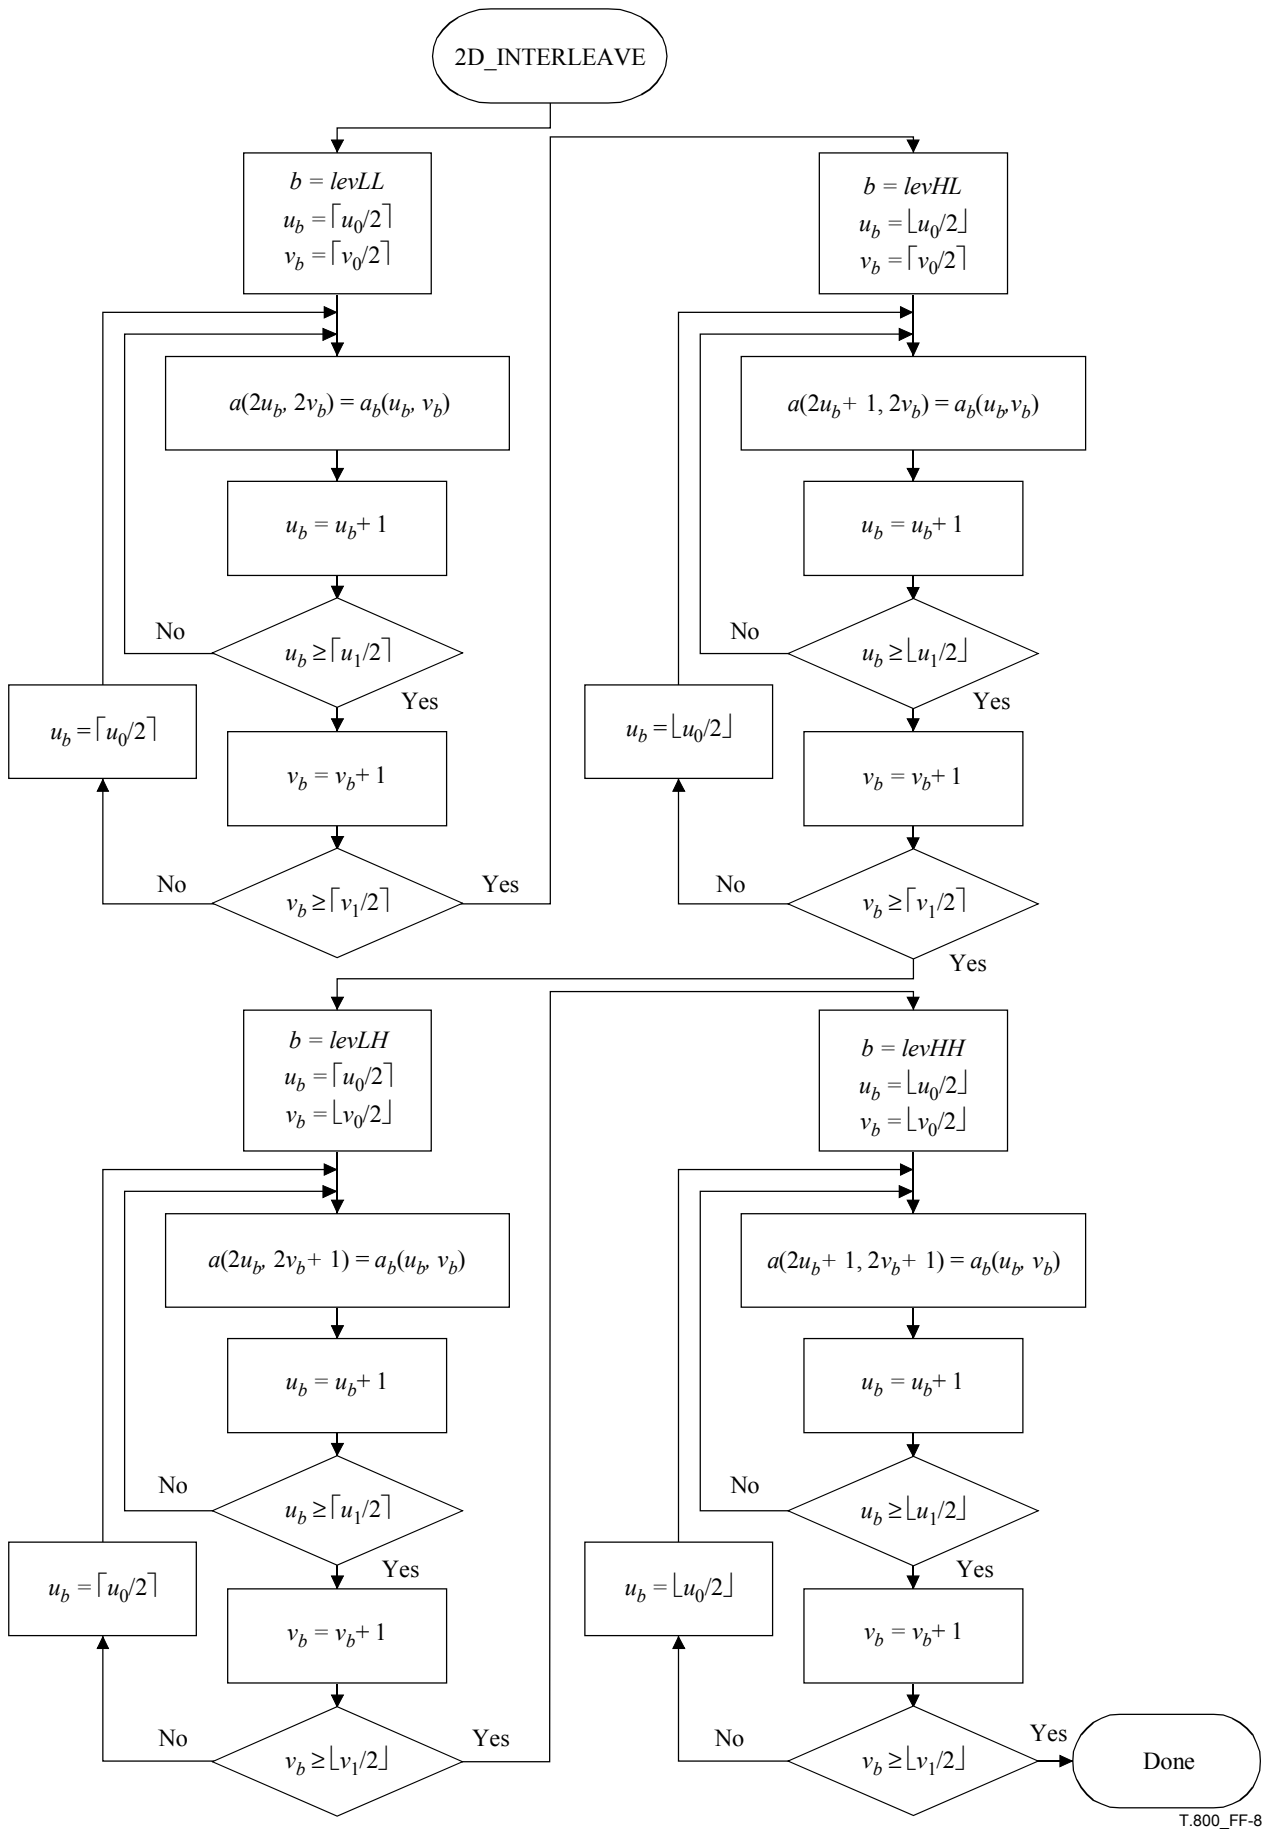 2D_INTERLEAVE
b = levLL
u_b = ⌈u_0/2⌉
v_b = ⌈v_0/2⌉
a(2u_b, 2v_b) = a_b(u_b, v_b)
u_b = u_b + 1
No
u_b ≥ ⌈u_1/2⌉
Yes
u_b = ⌈u_0/2⌉
v_b = v_b + 1
No
v_b ≥ ⌈v_1/2⌉
Yes
b = levHL
u_b = ⌊u_0/2⌋
v_b = ⌈v_0/2⌉
a(2u_b + 1, 2v_b) = a_b(u_b, v_b)
u_b = u_b + 1
No
u_b ≥ ⌊u_1/2⌋
Yes
u_b = ⌊u_0/2⌋
v_b = v_b + 1
No
v_b ≥ ⌈v_1/2⌉
Yes
b = levLH
u_b = ⌈u_0/2⌉
v_b = ⌊v_0/2⌋
a(2u_b, 2v_b + 1) = a_b(u_b, v_b)
u_b = u_b + 1
No
u_b ≥ ⌈u_1/2⌉
Yes
u_b = ⌈u_0/2⌉
v_b = v_b + 1
No
v_b ≥ ⌊v_1/2⌋
Yes
b = levHH
u_b = ⌊u_0/2⌋
v_b = ⌊v_0/2⌋
a(2u_b + 1, 2v_b + 1) = a_b(u_b, v_b)
u_b = u_b + 1
No
u_b ≥ ⌊u_1/2⌋
Yes
u_b = ⌊u_0/2⌋
v_b = v_b + 1
No
v_b ≥ ⌊v_1/2⌋
Yes
Done
T.800_FF-8